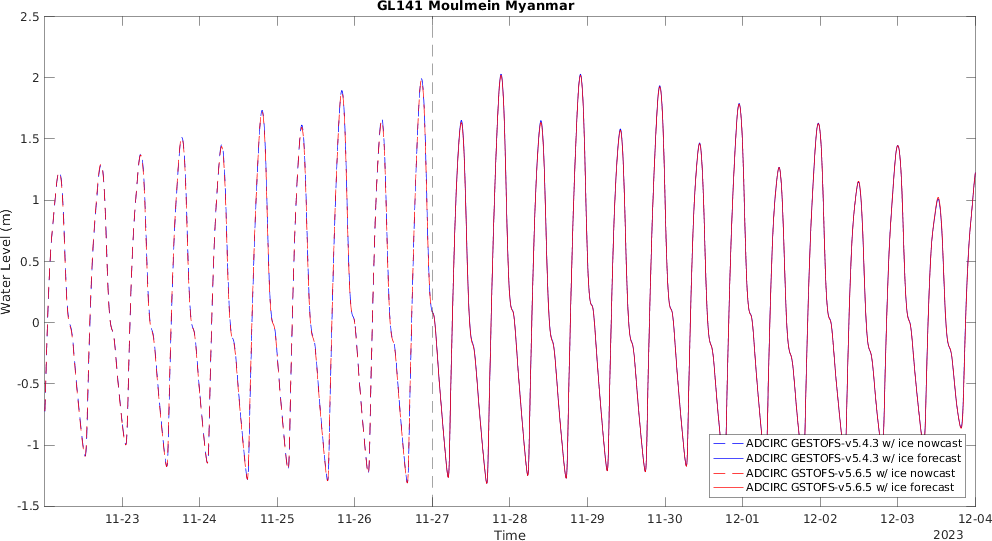 GL141 Moulmein Myanmar
2.5
2
1.5
1
0.5
0
-0.5
-1
-1.5
Water Level (m)
ADCIRC GESTOFS-v5.4.3 w/ ice nowcast
ADCIRC GESTOFS-v5.4.3 w/ ice forecast
ADCIRC GSTOFS-v5.6.5 w/ ice nowcast
ADCIRC GSTOFS-v5.6.5 w/ ice forecast
11-23 11-24 11-25 11-26 11-27 11-28 11-29 11-30 12-01 12-02 12-03 12-04
Time
2023